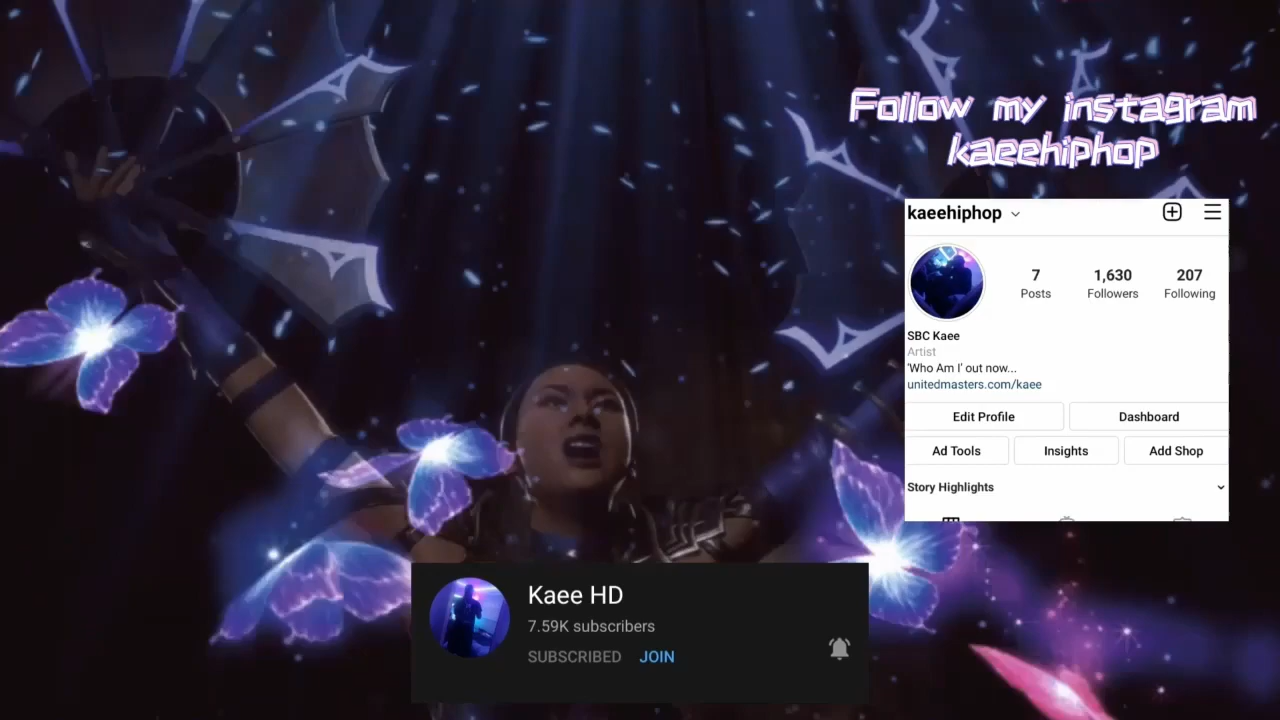 Follow my instagram
kaeehiphop
kaeehiphop
7 1,630 207
Posts Followers Following
SBC Kaee
Artist
'Who Am I' out now...
unitedmasters.com/kaee
Edit Profile Dashboard
Ad Tools Insights Add Shop
Story Highlights
Kaee HD
7.59K subscribers
SUBSCRIBED JOIN